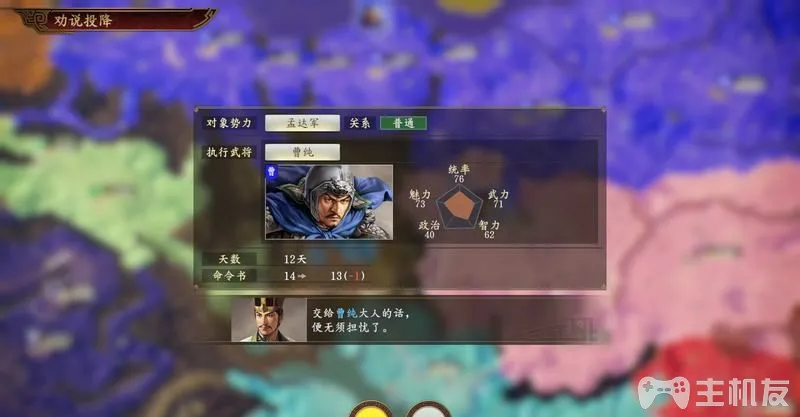 劝说投降
对象势力 孟达军 关系 普通
执行武将 曹纯
曹
统率
76
魅力
73
武力
71
政治
40
智力
62
天数 12天
命令书 14⇒ 13(-1)
交给曹纯大人的话，
便无须担忧了。
主机友